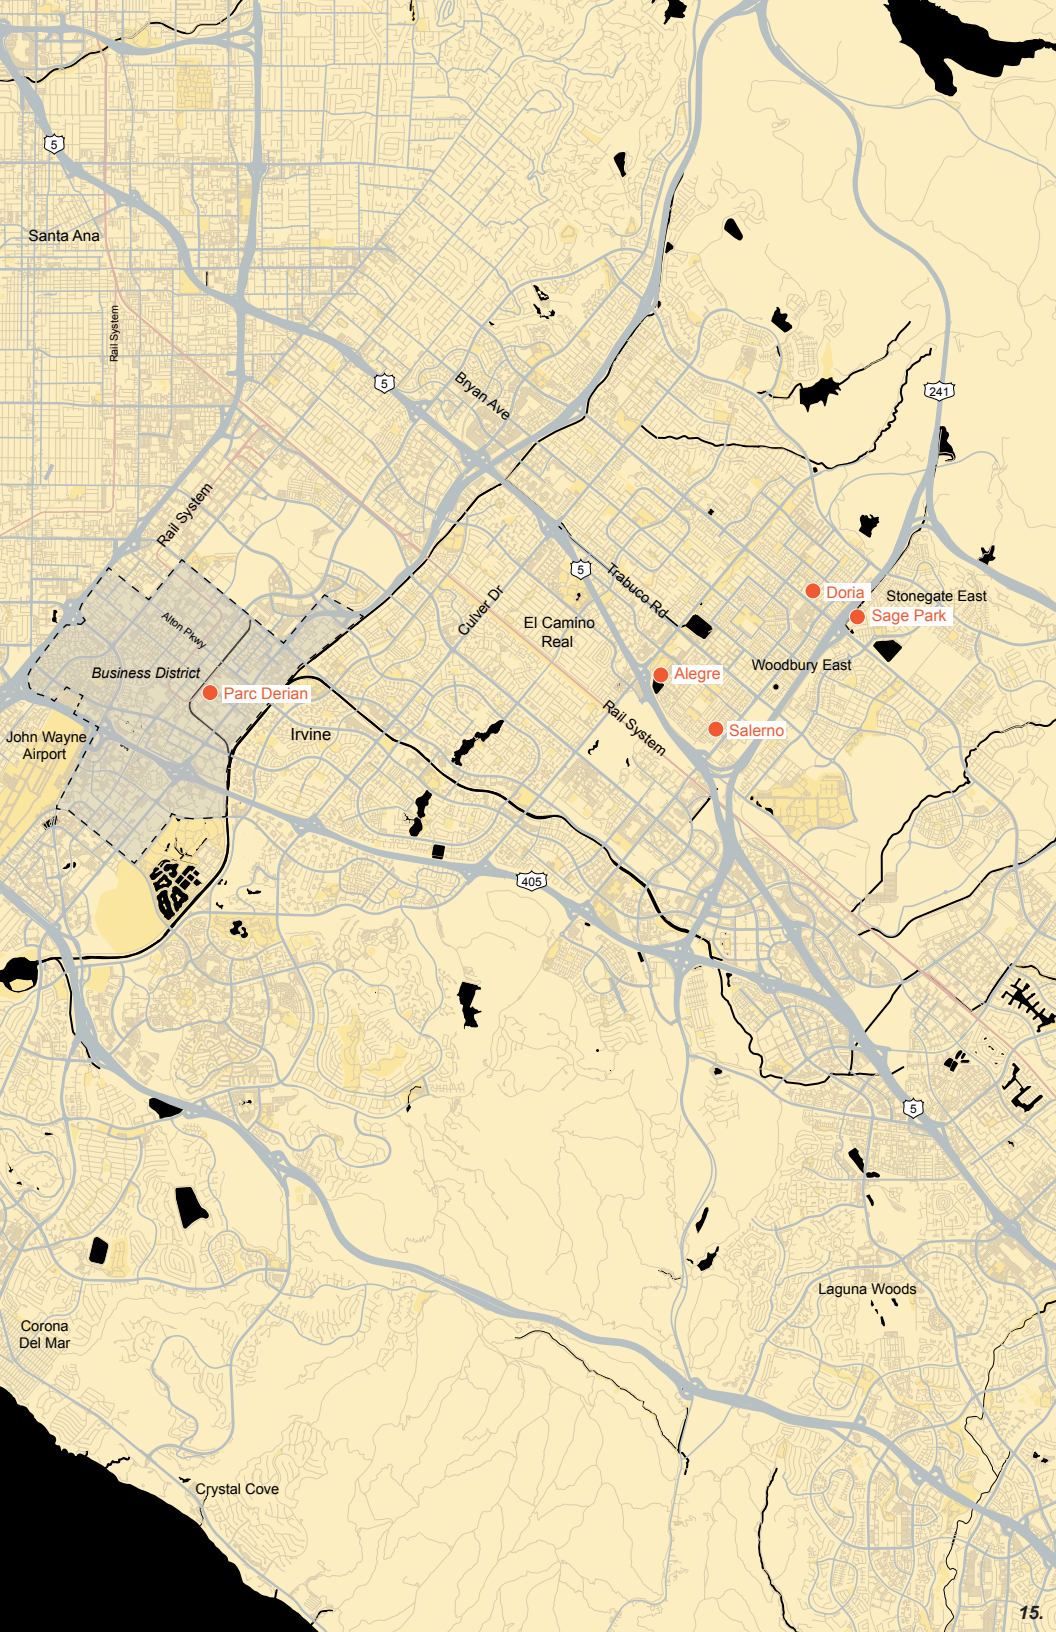 5
Santa Ana
Rail System
5
Bryan Ave
241
Rail System
5
Trabuco Rd
Culver Dr
El Camino
Real
Doria
Stonegate East
Sage Park
Alton Pkwy
Business District
Parc Derian
Alegre
Woodbury East
Rail System
Salerno
John Wayne
Airport
Irvine
405
5
Laguna Woods
Corona
Del Mar
Crystal Cove
15.